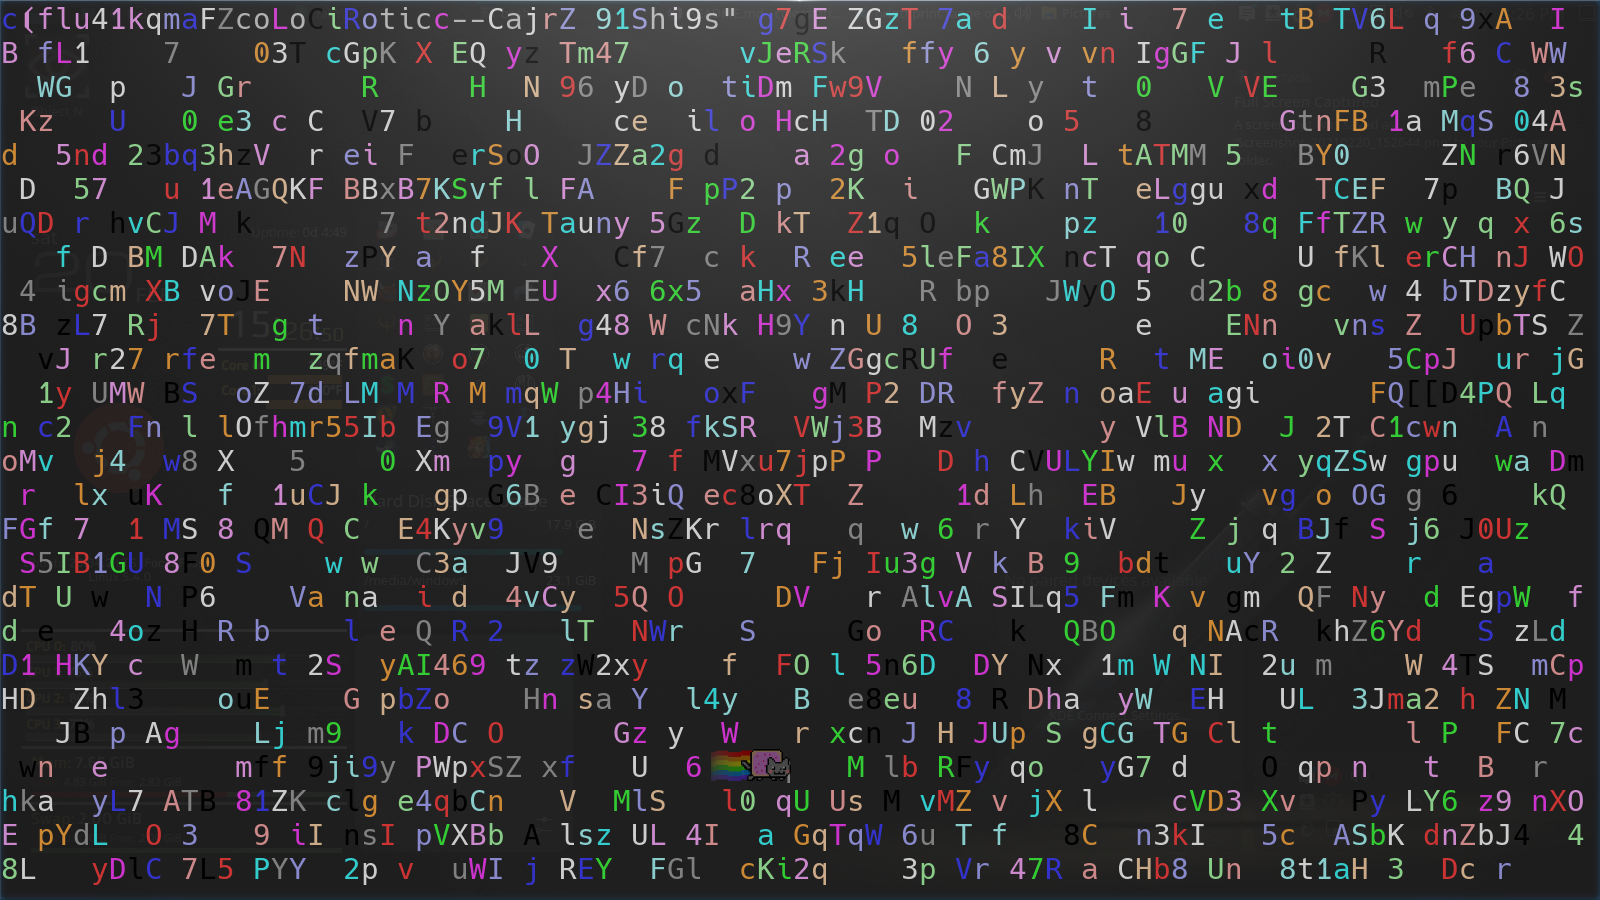 c(flu41kqmaFZcoLoCiRoticc--CajrZ 91Shi9s" g7gE ZGzT 7a d I i 7 e tB TV6L q 9xA I
B fL1 7 03T cGpK X EQ yz Tm47 vJeRSk ffy 6 y v vn IgGF J l R f6 C WW
WG p J Gr R H N 96 yD o tiDm Fw9V N L y t 0 V VE G3 mPe 8 3s
Kz U 0 e3 c C V7 b H ce il o HcH TD 02 o 5 8 GtnFB 1a MqS 04A
d 5nd 23bq3hzV r ei F erSoO JZZa2g d a 2g o F CmJ L tATMM 5 BY0 ZN r6VN
D 57 u 1eAGQKF BBxB7KSvf l FA F pP2 p 2K i GWPK nT eLggu xd TCEF 7p BQ J
uQD r hvCJ M k 7 t2ndJK Tauny 5Gz D kT Z1q O k pz 10 8q FfTZR w y q x 6s
f D BM DAk 7N zPY a f X Cf7 c k R ee 5leFa8IX ncT qo C U fKl erCH nJ WO
4 igcm XB voJE NW NzOY5M EU x6 6x5 aHx 3kH R bp JWyO 5 d2b 8 gc w 4 bTDzyfC
8B zL7 Rj 7T g t n Y aklL g48 W cNk H9Y n U 8 O 3 e ENn vns Z UpbTS Z
vJ r27 rfe m zqfmaK o7 0 T w rq e w ZGgcRUf e R t ME oi0v 5CpJ ur jG
1y UMW BS oZ 7d LM M R M mqW p4Hi oxF gM P2 DR fyZ n oaE u agi FQ[[D4PQ Lq
n c2 Fn l lOfhmr55Ib Eg 9V1 ygj 38 fkSR VWj3B Mzv y VlB ND J 2T C1cwn A n
oMv j4 w8 X 5 0 Xm py g 7 f MVxu7jpP P D h CVULYIw mu x x yqZSw gpu wa Dm
r lx uK f 1uCJ k gp G6B e CI3iQ ec8oXT Z 1d Lh EB Jy vg o OG g 6 kQ
FGf 7 1 MS 8 QM Q C E4Kyv9 e NsZKr lrq q w 6 r Y kiV Z j q BJf S j6 J0Uz
S5IB1GU 8F0 S w w C3a JV9 M pG 7 Fj Iu3g V k B 9 bdt uY 2 Z r a
dT U w N P6 Va na i d 4vCy 5Q O DV r AlvA SILq5 Fm K v gm QF Ny d EgpW f
d e 4oz H R b l e Q R 2 lT NWr S Go RC k QBO q NAcR khZ6Yd S zLd
D1 HKY c W m t 2S yAI469 tz zW2xy f FO l 5n6D DY Nx 1m W NI 2u m W 4TS mCp
HD Zhl3 ouE G pbZo Hn sa Y l4y B e8eu 8 R Dha yW EH UL 3Jma2 h ZN M
JB p Ag Lj m9 k DC O Gz y W r xcn J H JUp S gCG TG Cl t l P FC 7c
wn e mff 9ji9y PWpxSZ xf U 6 M lb RFy qo yG7 d O qp n t B r
hka yL7 ATB 81ZK clg e4qbCn V MlS l0 qU Us M vMZ v jX l cVD3 Xv Py LY6 z9 nXO
E pYdL O 3 9 iI nsI pVXBb A lsz UL 4I a GqTqW 6u T f 8C n3kI 5c ASbK dnZbJ4 4
8L yDlC 7L5 PYY 2p v uWI j REY FGl cKi2q 3p Vr 47R a CHb8 Un 8t1aH 3 Dc r